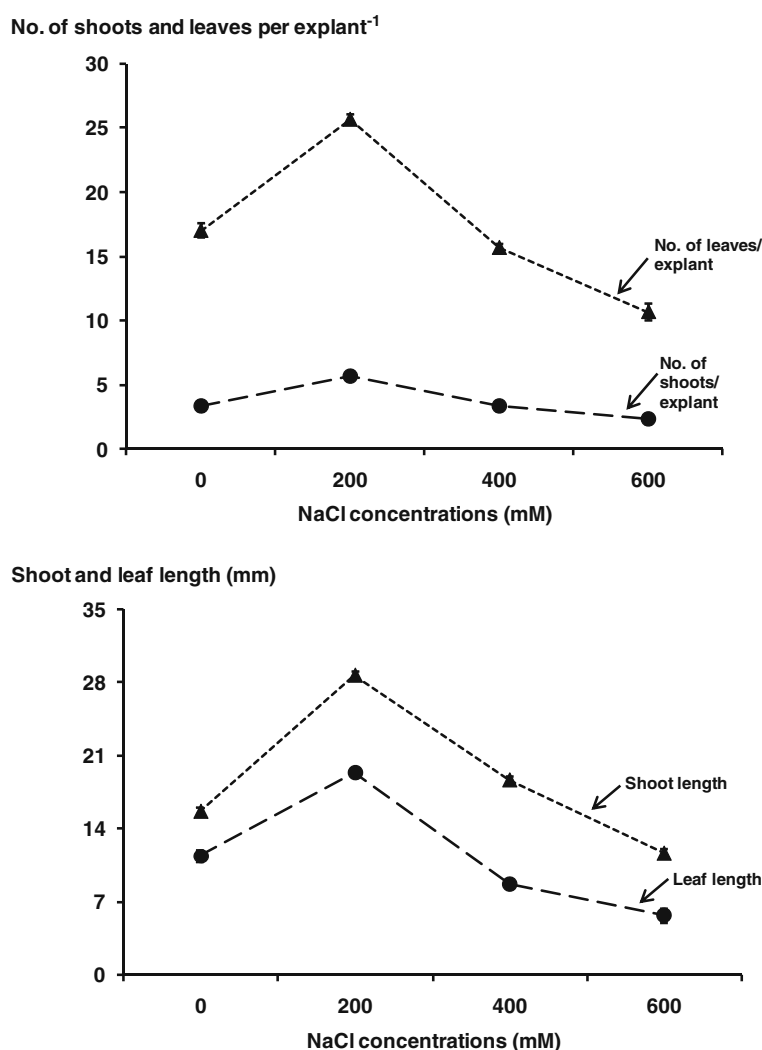 No. of shoots and leaves per explant-1
30
25
20
15
10
5
0
No. of leaves/
explant
No. of
shoots/
explant
0 200 400 600
NaCl concentrations (mM)
Shoot and leaf length (mm)
35
28
21
14
7
0
Shoot length
Leaf length
0 200 400 600
NaCl concentrations (mM)